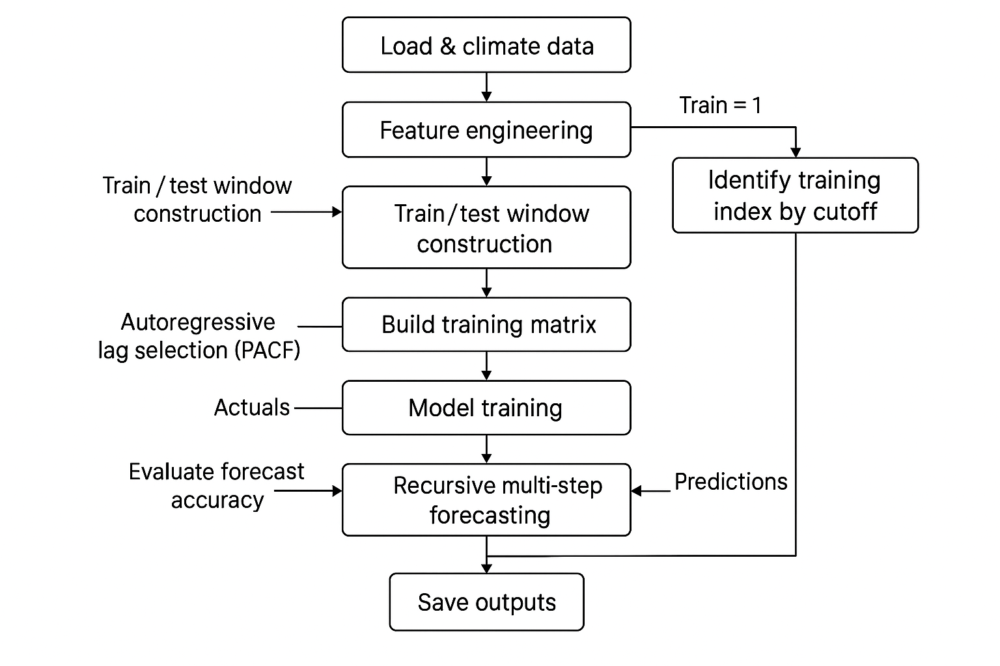 Load & climate data
Feature engineering
Train = 1
Identify training
index by cutoff
Train / test window
construction
Train / test window
construction
Autoregressive
lag selection (PACF)
Build training matrix
Actuals
Model training
Evaluate forecast
accuracy
Recursive multi-step
forecasting
Predictions
Save outputs